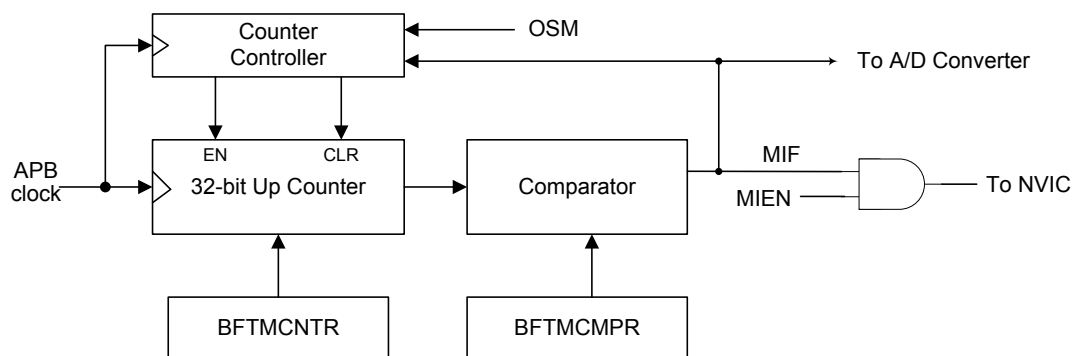 Counter
Controller
OSM
To A/D Converter
EN
CLR
APB
clock
32-bit Up Counter
Comparator
MIF
MIEN
To NVIC
BFTMCNTR
BFTMCMPR